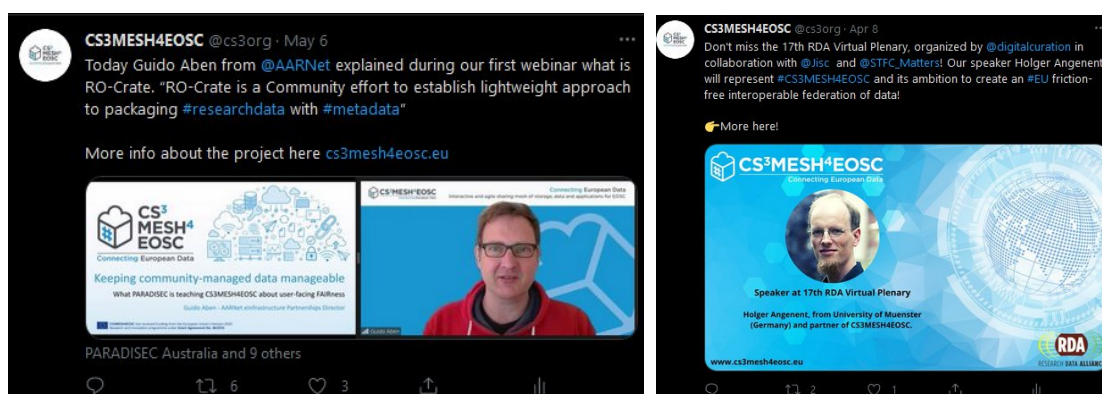 CS3MESH4EOSC @cs3org · May 6
Today Guido Aben from @AARNet explained during our first webinar what is
RO-Crate. “RO-Crate is a Community effort to establish lightweight approach
to packaging #researchdata with #metadata”
More info about the project here cs3mesh4eosc.eu
CS3
MESH4
EOSC
Connecting European Data
Keeping community-managed data manageable
What PARADISEC is teaching CS3MESH4EOSC about user-facing FAIRness
Guido Aben - AARNet eInfrastructure Partnerships Director
CS3MESH4EOSC
Connecting European Data
Interactive and agile sharing mesh of storage, data and applications for EOSC
Guido Aben
PARADISEC Australia and 9 others
6
3
CS3MESH4EOSC @cs3org · Apr 8
Don't miss the 17th RDA Virtual Plenary, organized by @digitalcuration in
collaboration with @Jisc and @STFC_Matters! Our speaker Holger Angenent
will represent #CS3MESH4EOSC and its ambition to create an #EU friction-
free interoperable federation of data!
More here!
CS3MESH4EOSC
Connecting European Data
Speaker at 17th RDA Virtual Plenary
Holger Angenent, from University of Muenster
(Germany) and partner of CS3MESH4EOSC.
www.cs3mesh4eosc.eu
RDA
RESEARCH DATA ALLIANC
2
1